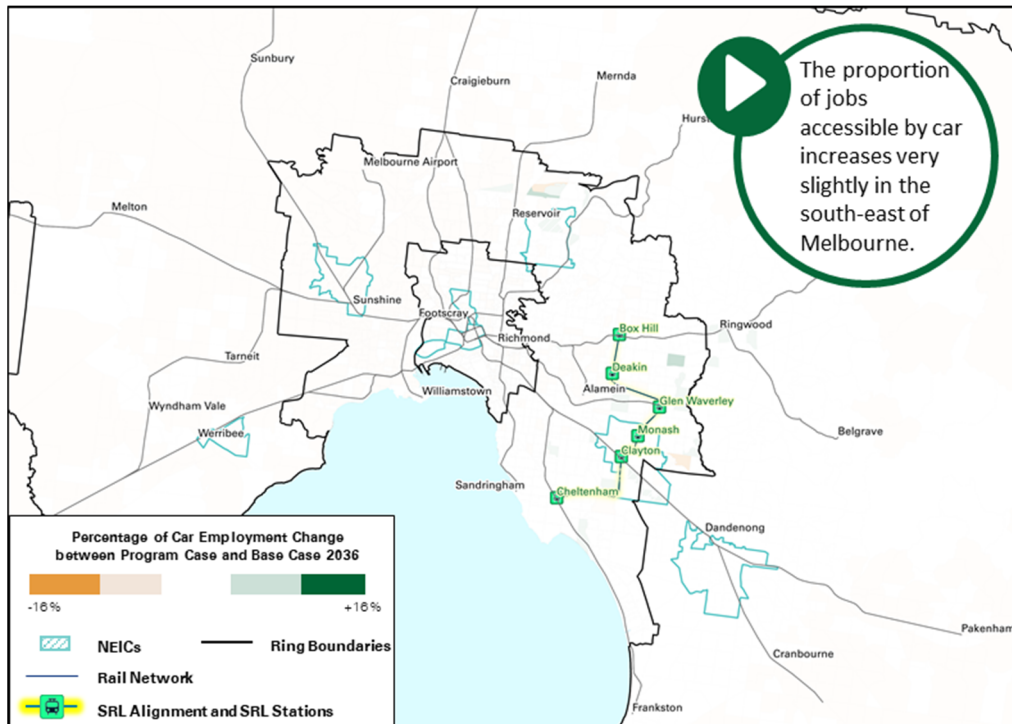 Sunbury
Craigieburn
Mernda
The proportion
of jobs
accessible by car
increases very
slightly in the
south-east of
Melbourne.
Melbourne Airport
Melton
Reservoir
Sunshine
Footscray
Richmond
Box Hill
Ringwood
Tarneit
Deakin
Alamein
Williamstown
Glen Waverley
Wyndham Vale
Werribee
Monash
Belgrave
Clayton
Sandringham
Cheltenham
Dandenong
Pakenham
Cranbourne
Frankston
Percentage of Car Employment Change
between Program Case and Base Case 2036
-16% +16%
NEICs Ring Boundaries
Rail Network
SRL Alignment and SRL Stations